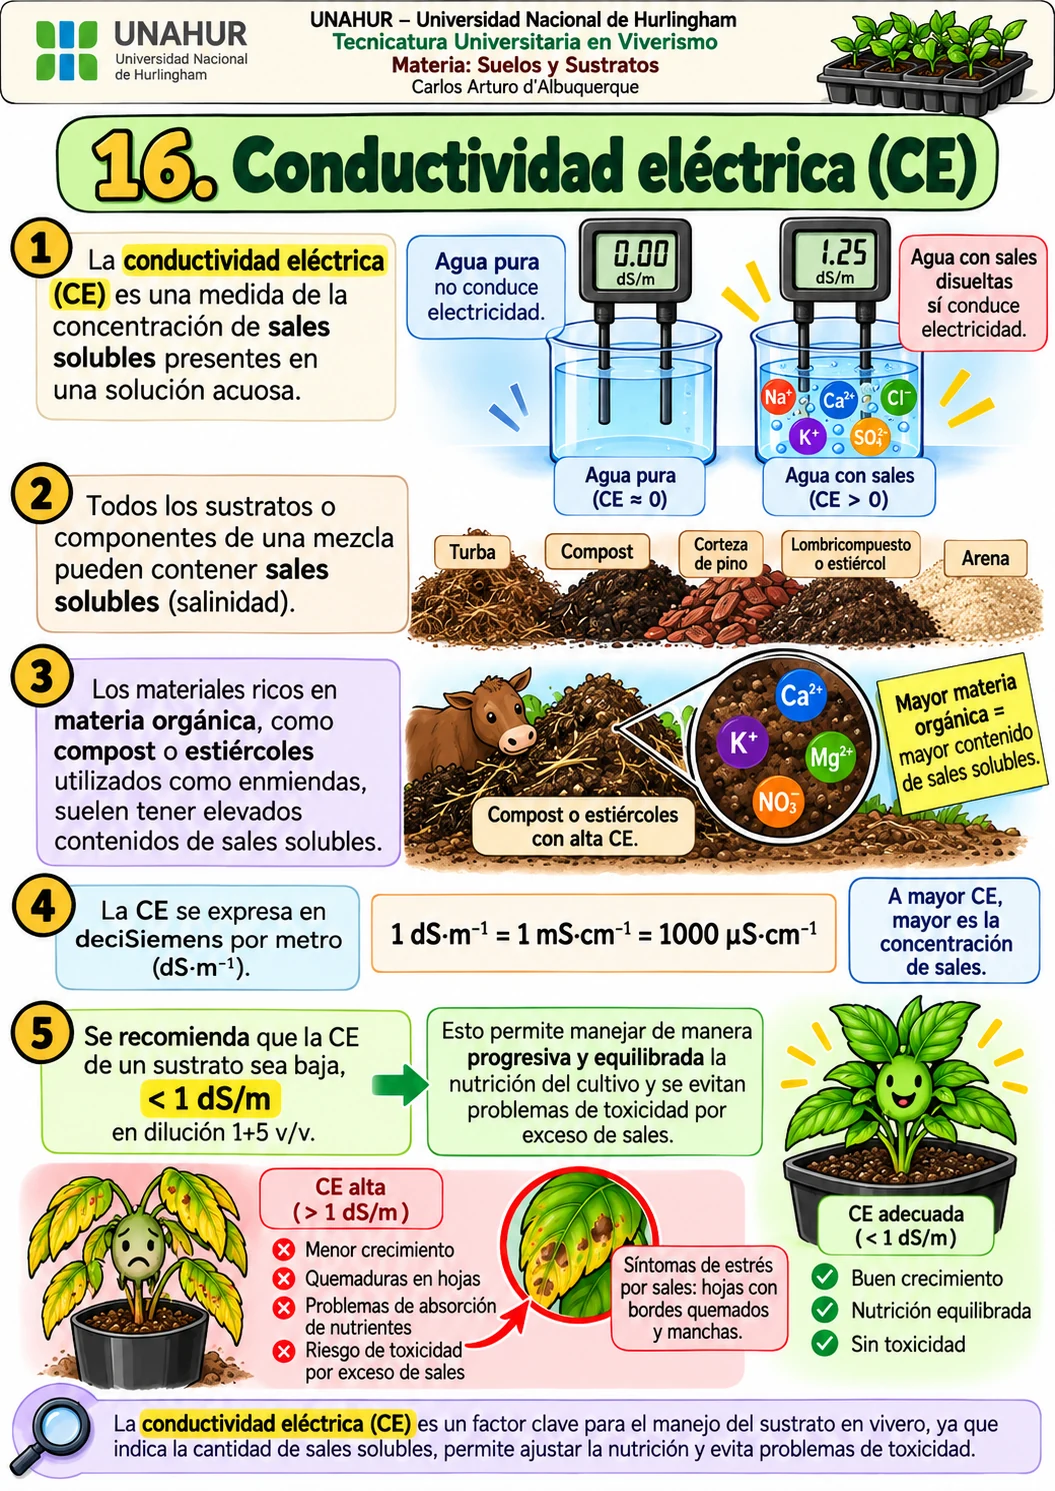 UNAHUR
Universidad Nacional
de Hurlingham
UNAHUR – Universidad Nacional de Hurlingham
Tecnicatura Universitaria en Viverismo
Materia: Suelos y Sustratos
Carlos Arturo d'Albuquerque
16. Conductividad eléctrica (CE)
1
La conductividad eléctrica
(CE) es una medida de la
concentración de sales
solubles presentes en
una solución acuosa.
Agua pura
no conduce
electricidad.
0.00
dS/m
1.25
dS/m
Agua con sales
disueltas
sí conduce
electricidad.
Na⁺
Ca²⁺
Cl⁻
K⁺
SO₄²⁻
Agua pura
(CE ≈ 0)
Agua con sales
(CE > 0)
2
Todos los sustratos o
componentes de una mezcla
pueden contener sales
solubles (salinidad).
Turba
Compost
Corteza
de pino
Lombricompuesto
o estiércol
Arena
3
Los materiales ricos en
materia orgánica, como
compost o estiércoles
utilizados como enmiendas,
suelen tener elevados
contenidos de sales solubles.
Compost o estiércoles
con alta CE.
Ca²⁺
K⁺
Mg²⁺
NO₃⁻
Mayor materia
orgánica =
mayor contenido
de sales solubles.
4
La CE se expresa en
deciSiemens por metro
(dS·m⁻¹).
1 dS·m⁻¹ = 1 mS·cm⁻¹ = 1000 µS·cm⁻¹
A mayor CE,
mayor es la
concentración
de sales.
5
Se recomienda que la CE
de un sustrato sea baja,
< 1 dS/m
en dilución 1+5 v/v.
Esto permite manejar de manera
progresiva y equilibrada la
nutrición del cultivo y se evitan
problemas de toxicidad por
exceso de sales.
CE alta
(> 1 dS/m)
Menor crecimiento
Quemaduras en hojas
Problemas de absorción
de nutrientes
Riesgo de toxicidad
por exceso de sales
Síntomas de estrés
por sales: hojas con
bordes quemados
y manchas.
CE adecuada
(< 1 dS/m)
Buen crecimiento
Nutrición equilibrada
Sin toxicidad
La conductividad eléctrica (CE) es un factor clave para el manejo del sustrato en vivero, ya que
indica la cantidad de sales solubles, permite ajustar la nutrición y evita problemas de toxicidad.